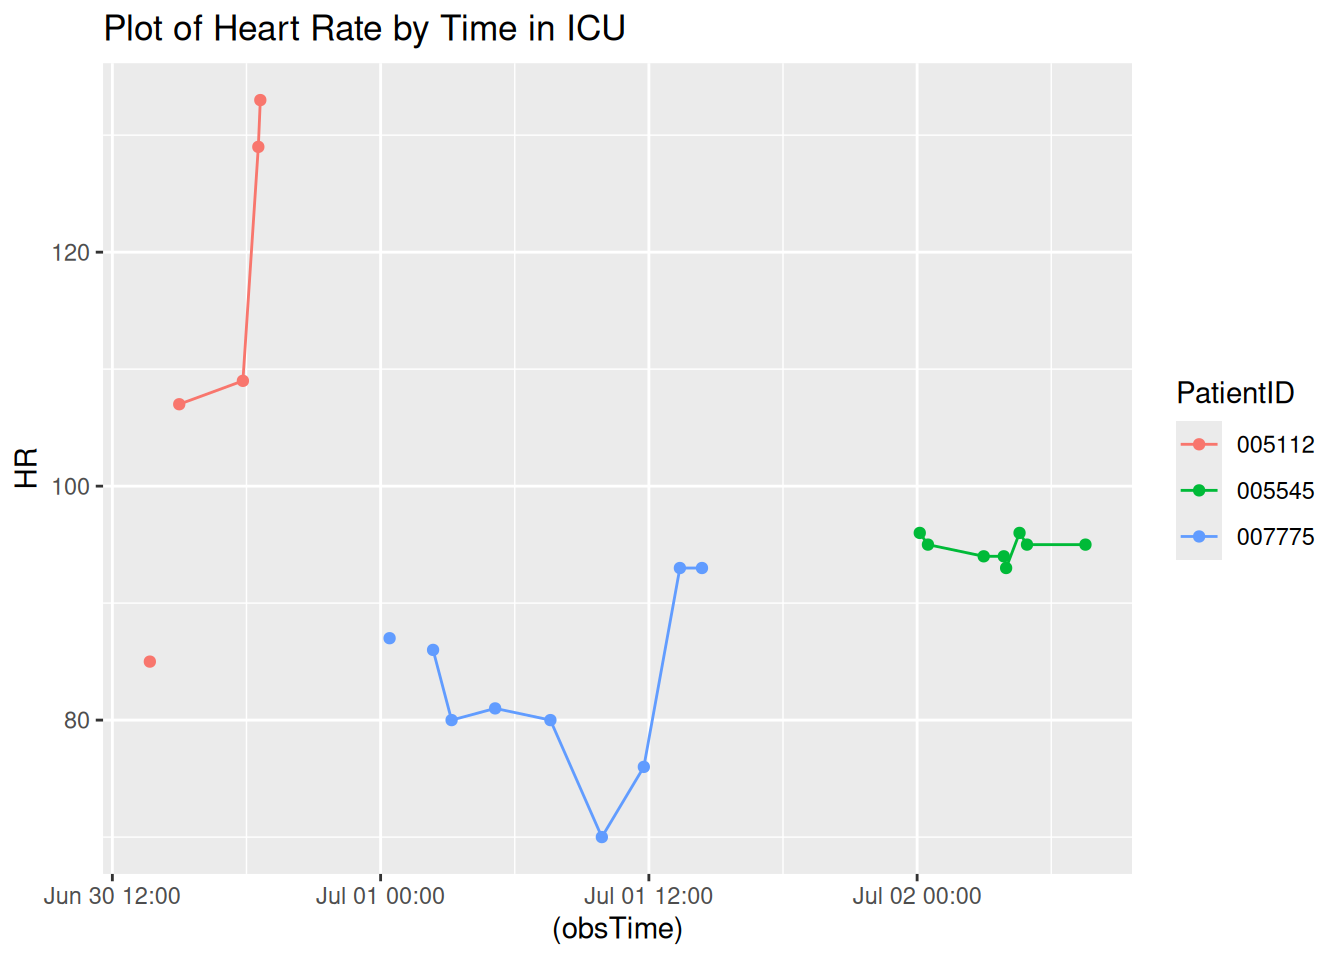 Plot of Heart Rate by Time in ICU
HR
120
100
80
Jun 30 12:00 Jul 01 00:00 Jul 01 12:00 Jul 02 00:00
(obsTime)
PatientID
005112
005545
007775